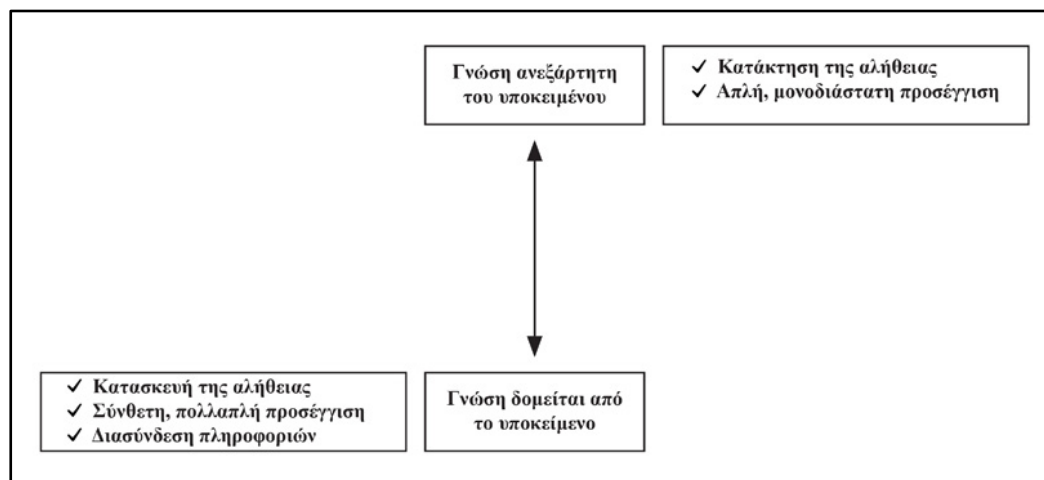 Γνώση ανεξάρτητη
του υποκειμένου
✓ Κατάκτηση της αλήθειας
✓ Απλή, μονοδιάστατη προσέγγιση
✓ Κατασκευή της αλήθειας
✓ Σύνθετη, πολλαπλή προσέγγιση
✓ Διασύνδεση πληροφοριών
Γνώση δομείται από
το υποκείμενο